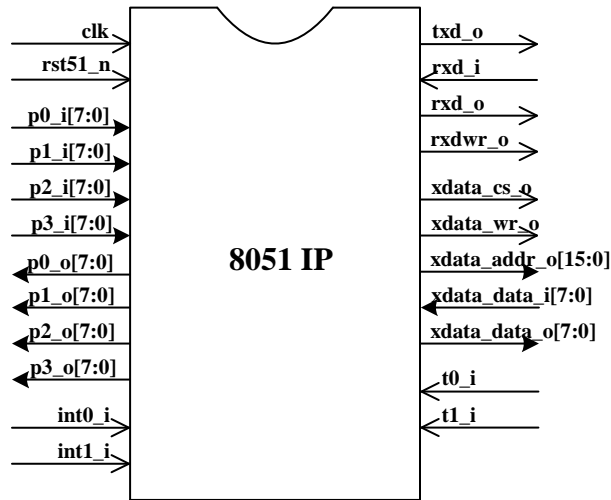 clk
rst51_n
p0_i[7:0]
p1_i[7:0]
p2_i[7:0]
p3_i[7:0]
p0_o[7:0]
p1_o[7:0]
p2_o[7:0]
p3_o[7:0]
int0_i
int1_i
8051 IP
txd_o
rxd_i
rxd_o
rxdwr_o
xdata_cs_o
xdata_wr_o
xdata_addr_o[15:0]
xdata_data_i[7:0]
xdata_data_o[7:0]
t0_i
t1_i